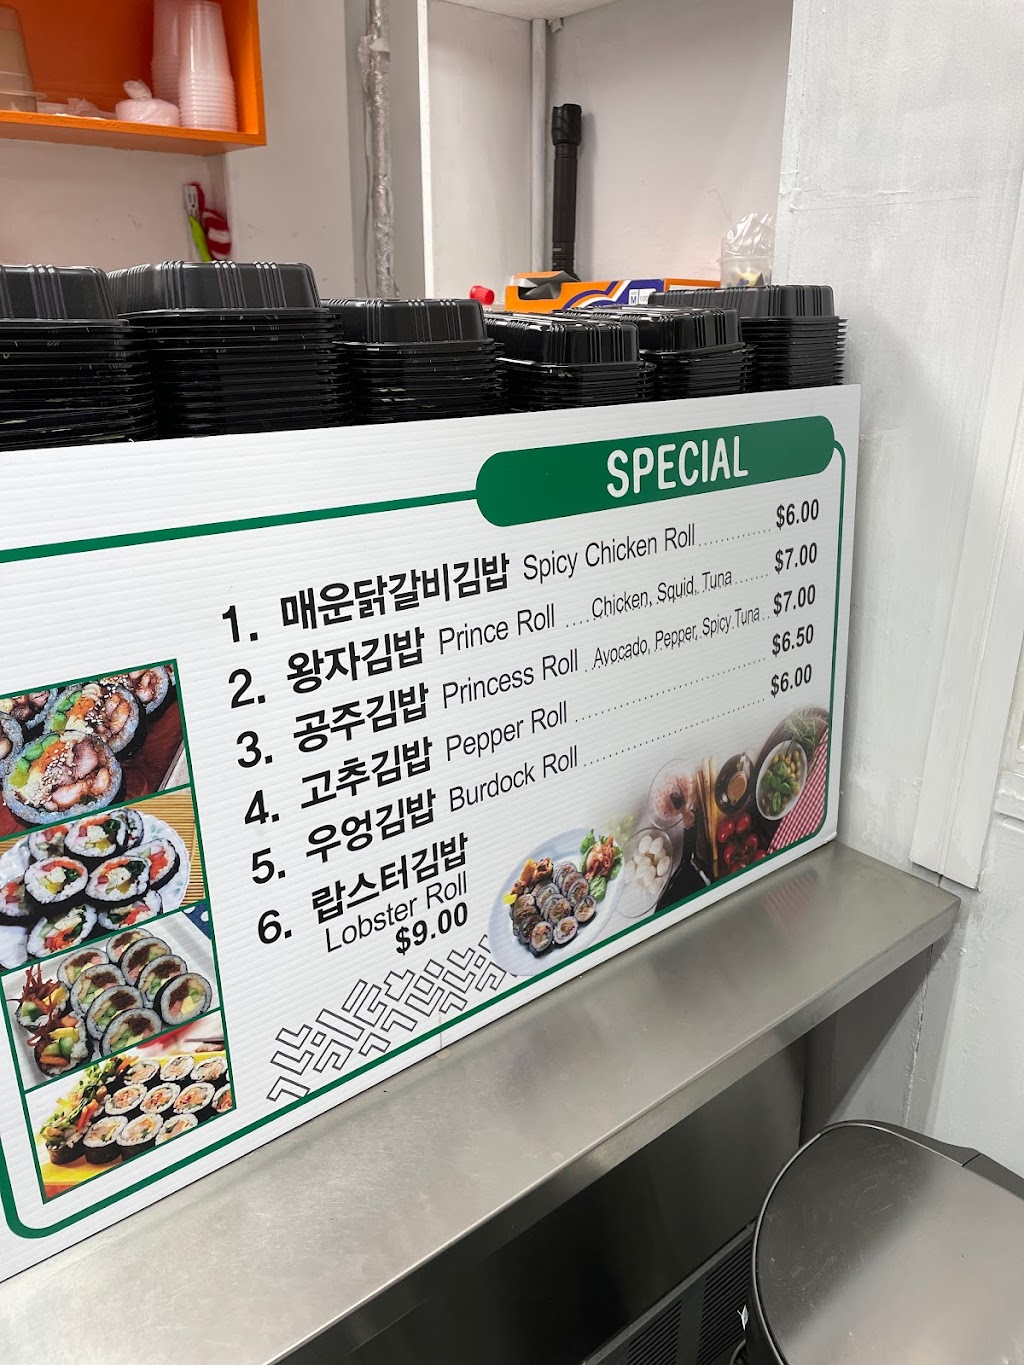 SPECIAL
1. 매운닭갈비김밥 Spicy Chicken Roll $6.00
2. 왕자김밥 Prince Roll .... Chicken, Squid, Tuna $7.00
3. 공주김밥 Princess Roll . Avocado, Pepper, Spicy Tuna .. $7.00
4. 고추김밥 Pepper Roll $6.50
5. 우엉김밥 Burdock Roll $6.00
6. 랍스터김밥
Lobster Roll
$9.00